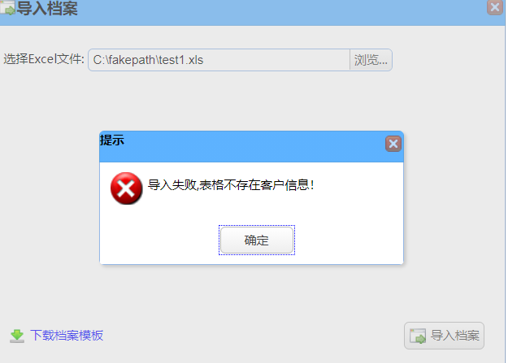 导入档案
选择Excel文件: C:\fakepath\test1.xls 浏览...
提示
导入失败,表格不存在客户信息!
确定
下载档案模板 导入档案